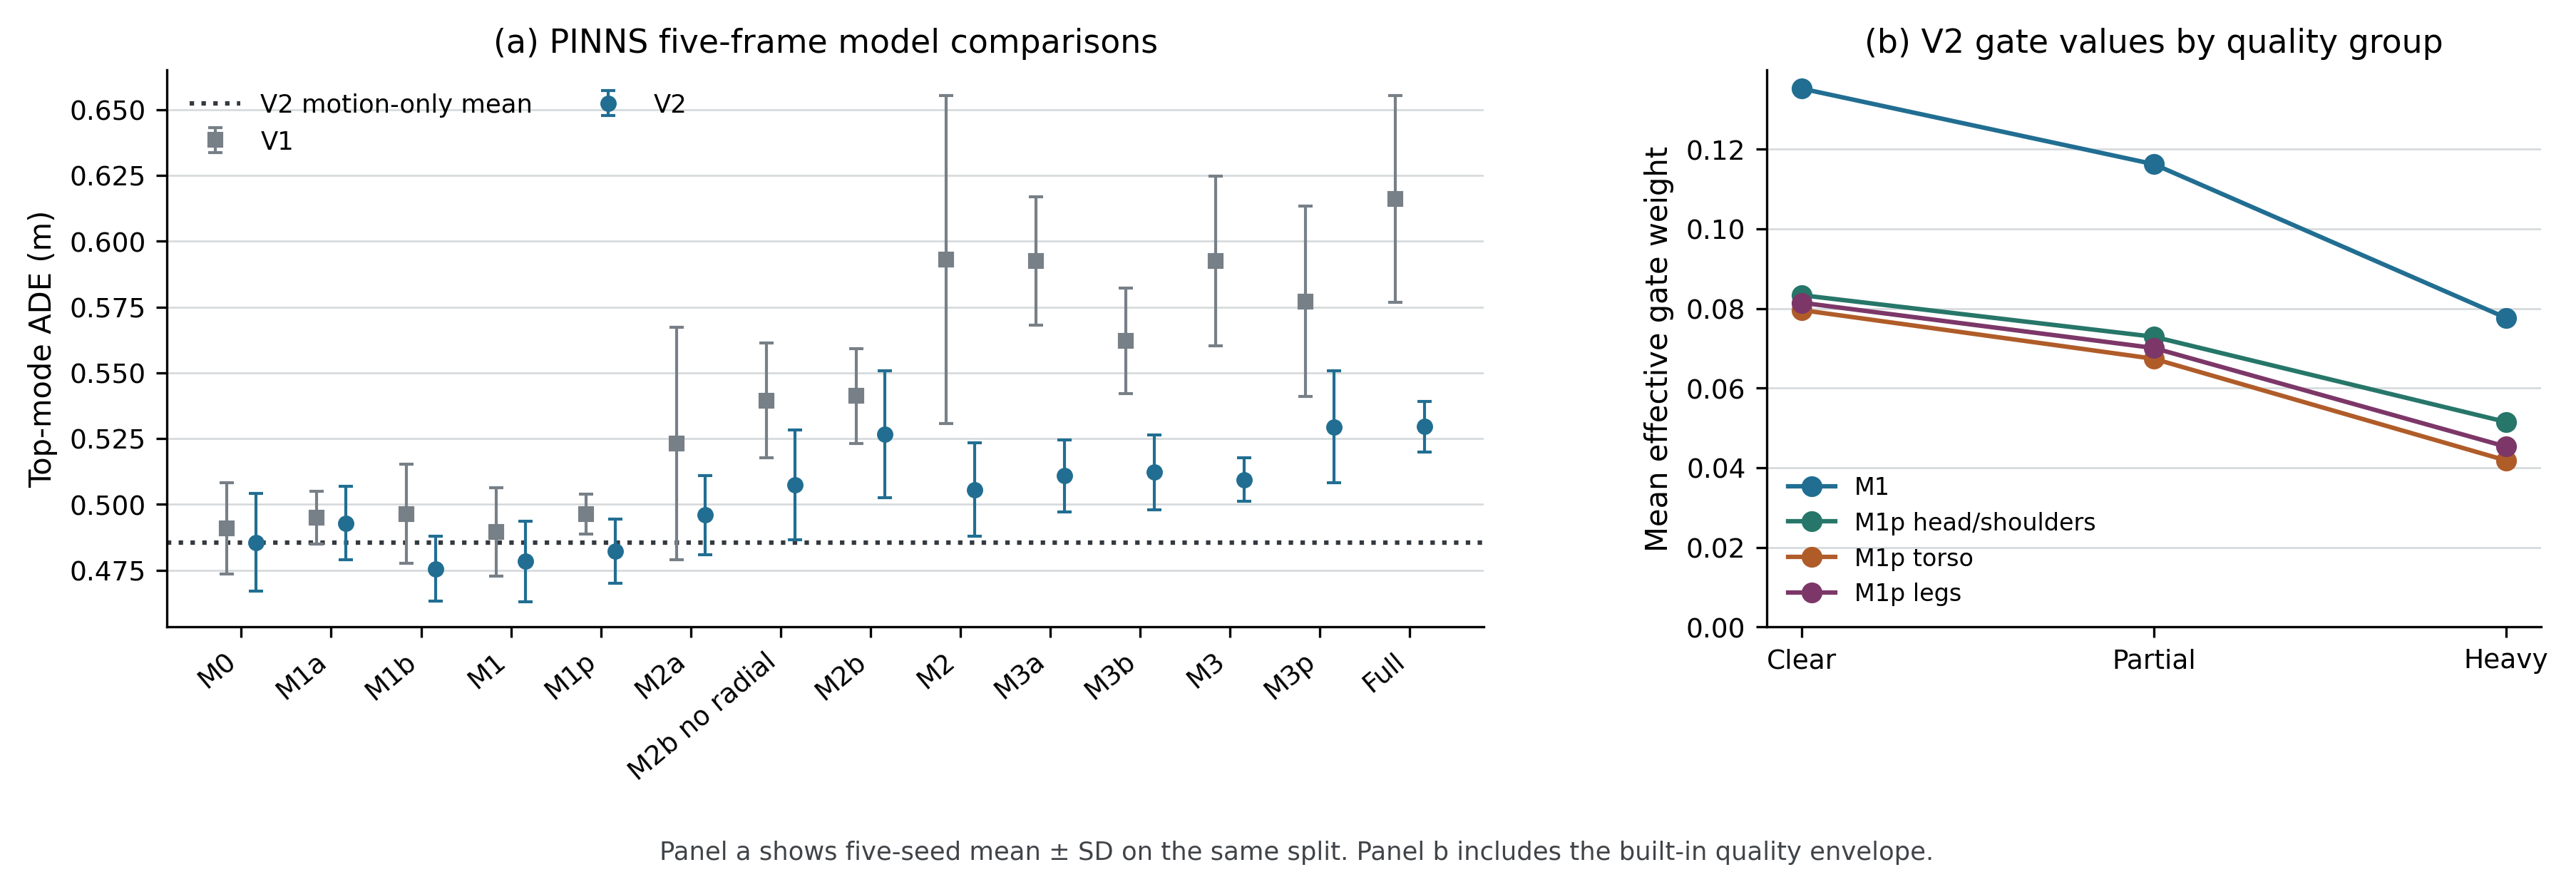 (a) PINNS five-frame model comparisons
V2 motion-only mean
V1
V2
Top-mode ADE (m)
0.650
0.625
0.600
0.575
0.550
0.525
0.500
0.475
M0
M1a
M1b
M1
M1p
M2a
M2b no radial
M2b
M2
M3a
M3b
M3
M3p
Full
(b) V2 gate values by quality group
Mean effective gate weight
0.12
0.10
0.08
0.06
0.04
0.02
0.00
M1
M1p head/shoulders
M1p torso
M1p legs
Clear
Partial
Heavy
Panel a shows five-seed mean ± SD on the same split. Panel b includes the built-in quality envelope.